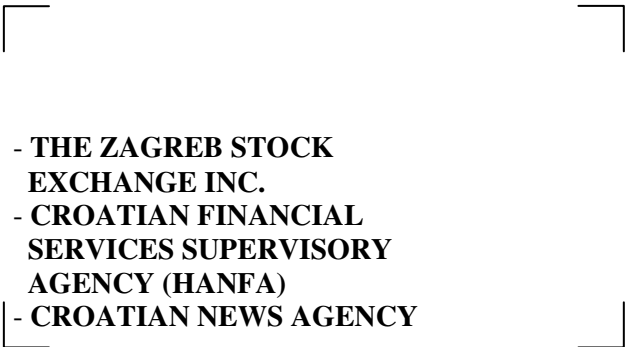 - THE ZAGREB STOCK
EXCHANGE INC.
- CROATIAN FINANCIAL
SERVICES SUPERVISORY
AGENCY (HANFA)
- CROATIAN NEWS AGENCY